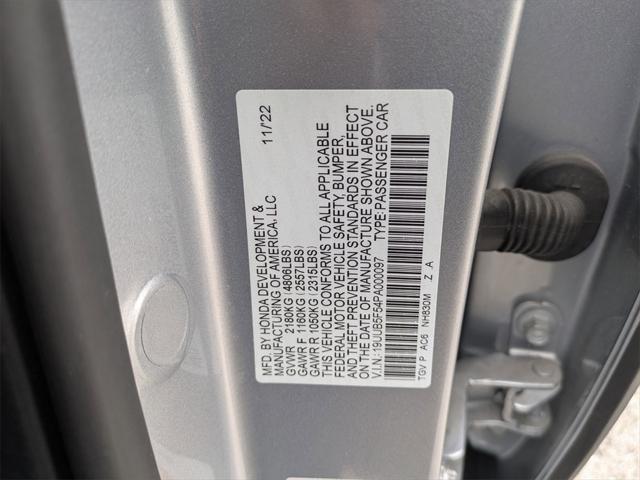 MFD. BY HONDA DEVELOPMENT & 11/22
MANUFACTURING OF AMERICA, LLC
GVWR 2180KG (4806LBS)
GAWR F 1160KG (2557LBS)
GAWR R 1050KG (2315LBS)
THIS VEHICLE CONFORMS TO ALL APPLICABLE
FEDERAL MOTOR VEHICLE SAFETY, BUMPER,
AND THEFT PREVENTION STANDARDS IN EFFECT
ON THE DATE OF MANUFACTURE SHOWN ABOVE.
V.I.N.: 19UUB5F54PA000097 TYPE:PASSENGER CAR
TGV P AC6 NH830M Z A